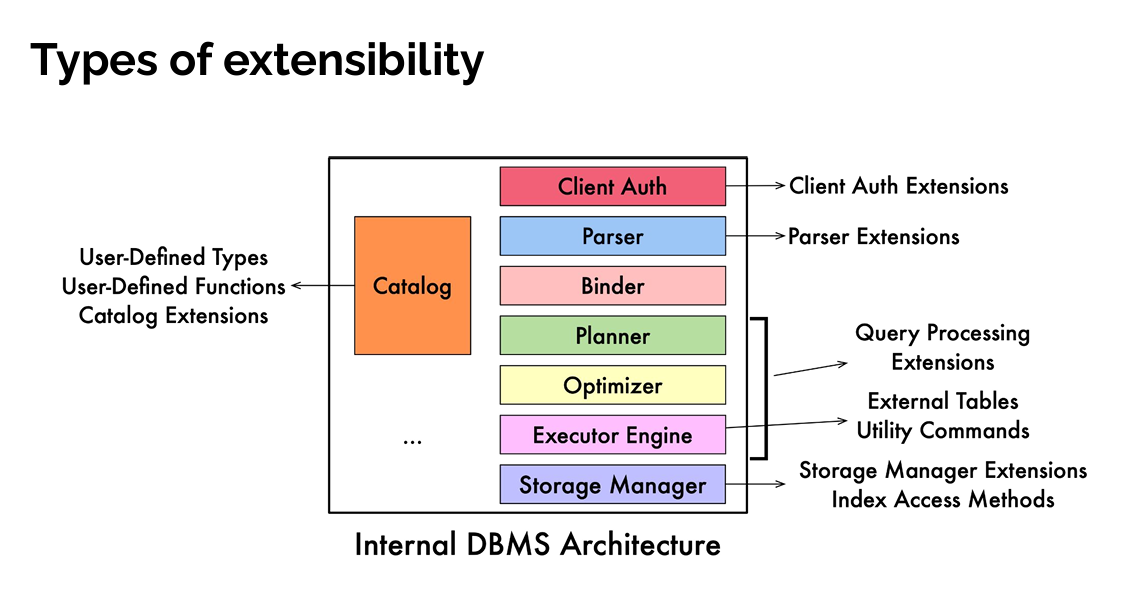 Types of extensibility
Client Auth
Client Auth Extensions
Parser
Parser Extensions
User-Defined Types
User-Defined Functions
Catalog Extensions
Catalog
Binder
Planner
Optimizer
Query Processing
Extensions
...
Executor Engine
External Tables
Utility Commands
Storage Manager
Storage Manager Extensions
Index Access Methods
Internal DBMS Architecture